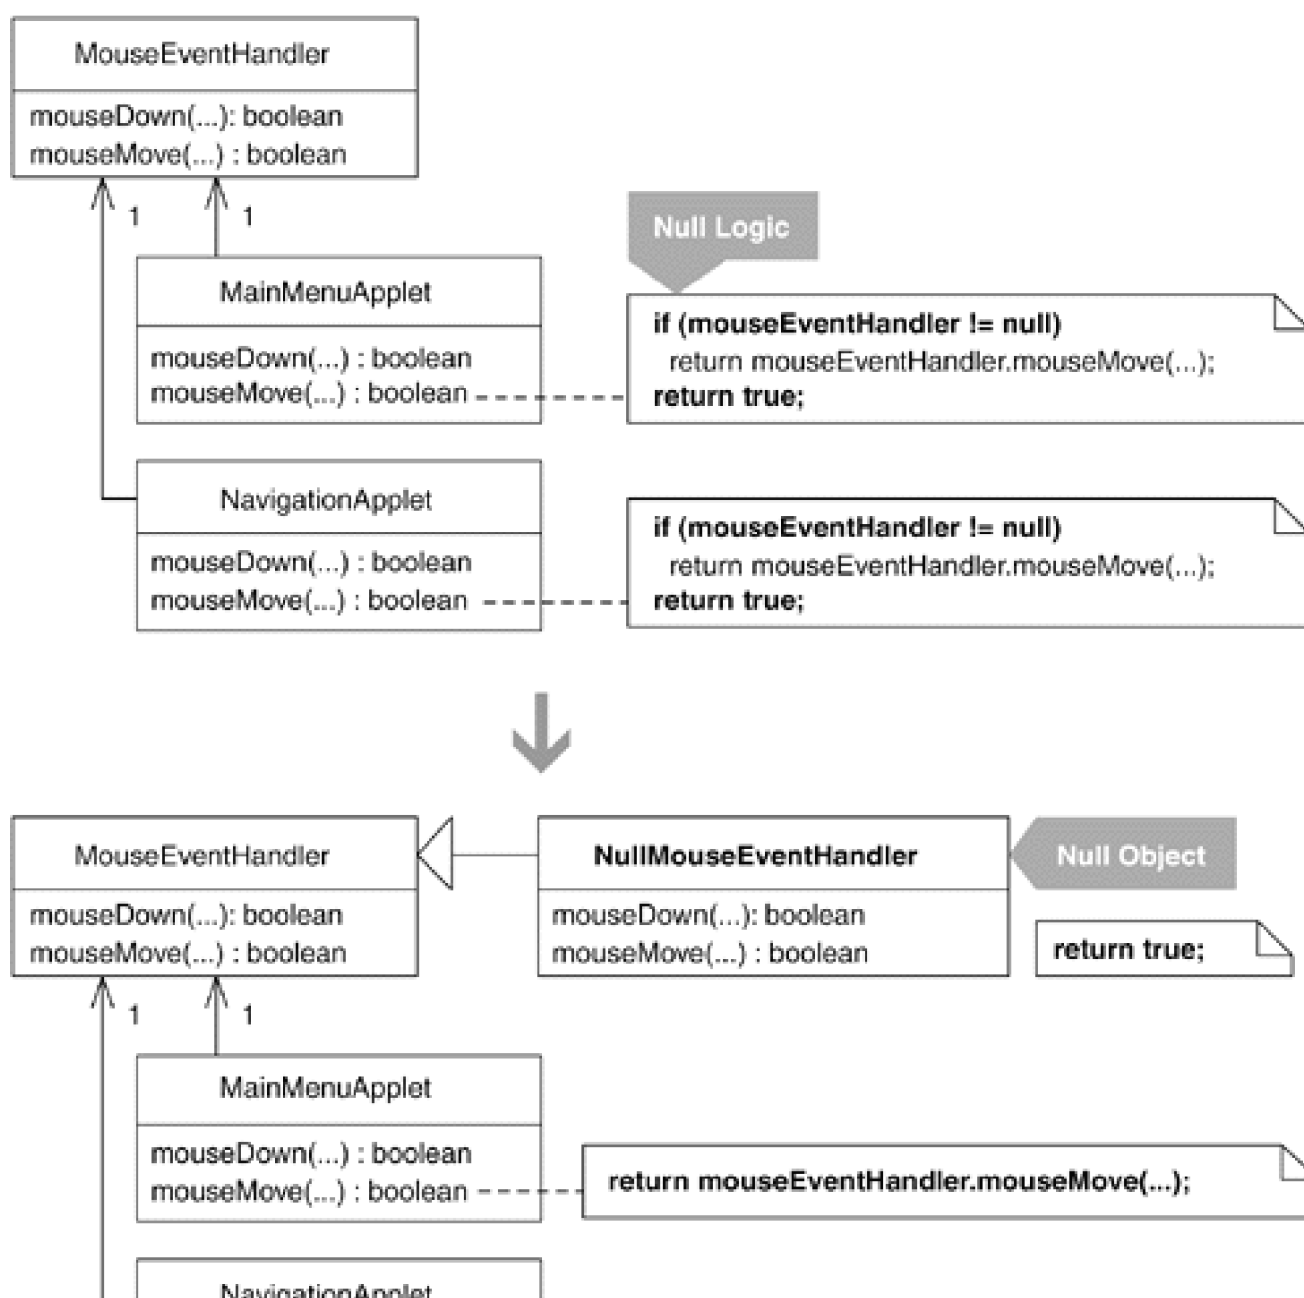 MouseEventHandler
mouseDown(...): boolean
mouseMove(...) : boolean
1
1
Null Logic
MainMenuApplet
mouseDown(...) : boolean
mouseMove(...) : boolean
if (mouseEventHandler != null)
return mouseEventHandler.mouseMove(...);
return true;
NavigationApplet
mouseDown(...) : boolean
mouseMove(...) : boolean
if (mouseEventHandler != null)
return mouseEventHandler.mouseMove(...);
return true;
MouseEventHandler
mouseDown(...): boolean
mouseMove(...) : boolean
NullMouseEventHandler
mouseDown(...): boolean
mouseMove(...) : boolean
Null Object
return true;
1
1
MainMenuApplet
mouseDown(...) : boolean
mouseMove(...) : boolean
return mouseEventHandler.mouseMove(...);
NavigationApplet